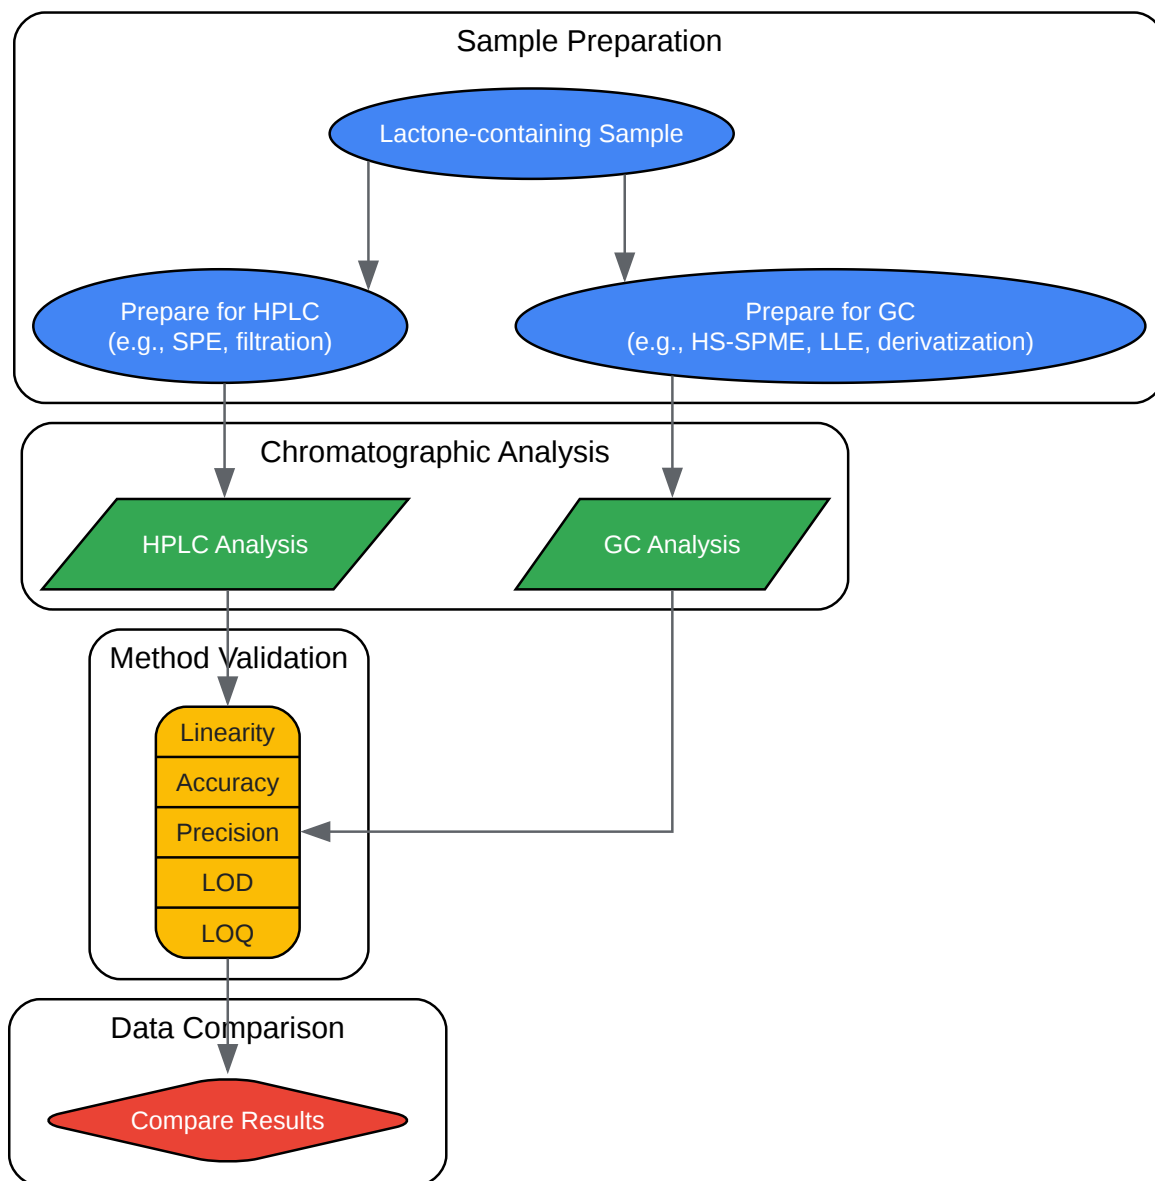 Sample Preparation
Lactone-containing Sample
Prepare for HPLC
(e.g., SPE, filtration)
Prepare for GC
(e.g., HS-SPME, LLE, derivatization)
Chromatographic Analysis
HPLC Analysis
GC Analysis
Method Validation
Linearity
Accuracy
Precision
LOD
LOQ
Data Comparison
Compare Results